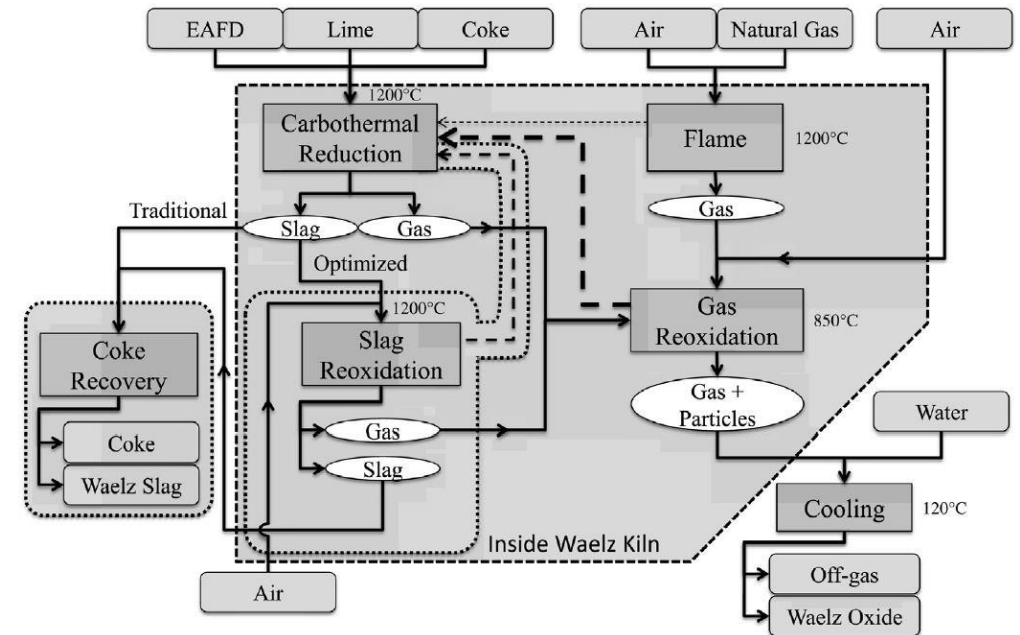 EAFD
Lime
Coke
Air
Natural Gas
Air
1200°C
Carbothermal
Reduction
Flame
1200°C
Gas
Traditional
Slag
Gas
Optimized
1200°C
Slag
Reoxidation
Gas
Reoxidation
850°C
Coke
Recovery
Gas +
Particles
Gas
Slag
Coke
Waelz Slag
Water
Cooling
120°C
Inside Waelz Kiln
Air
Off-gas
Waelz Oxide